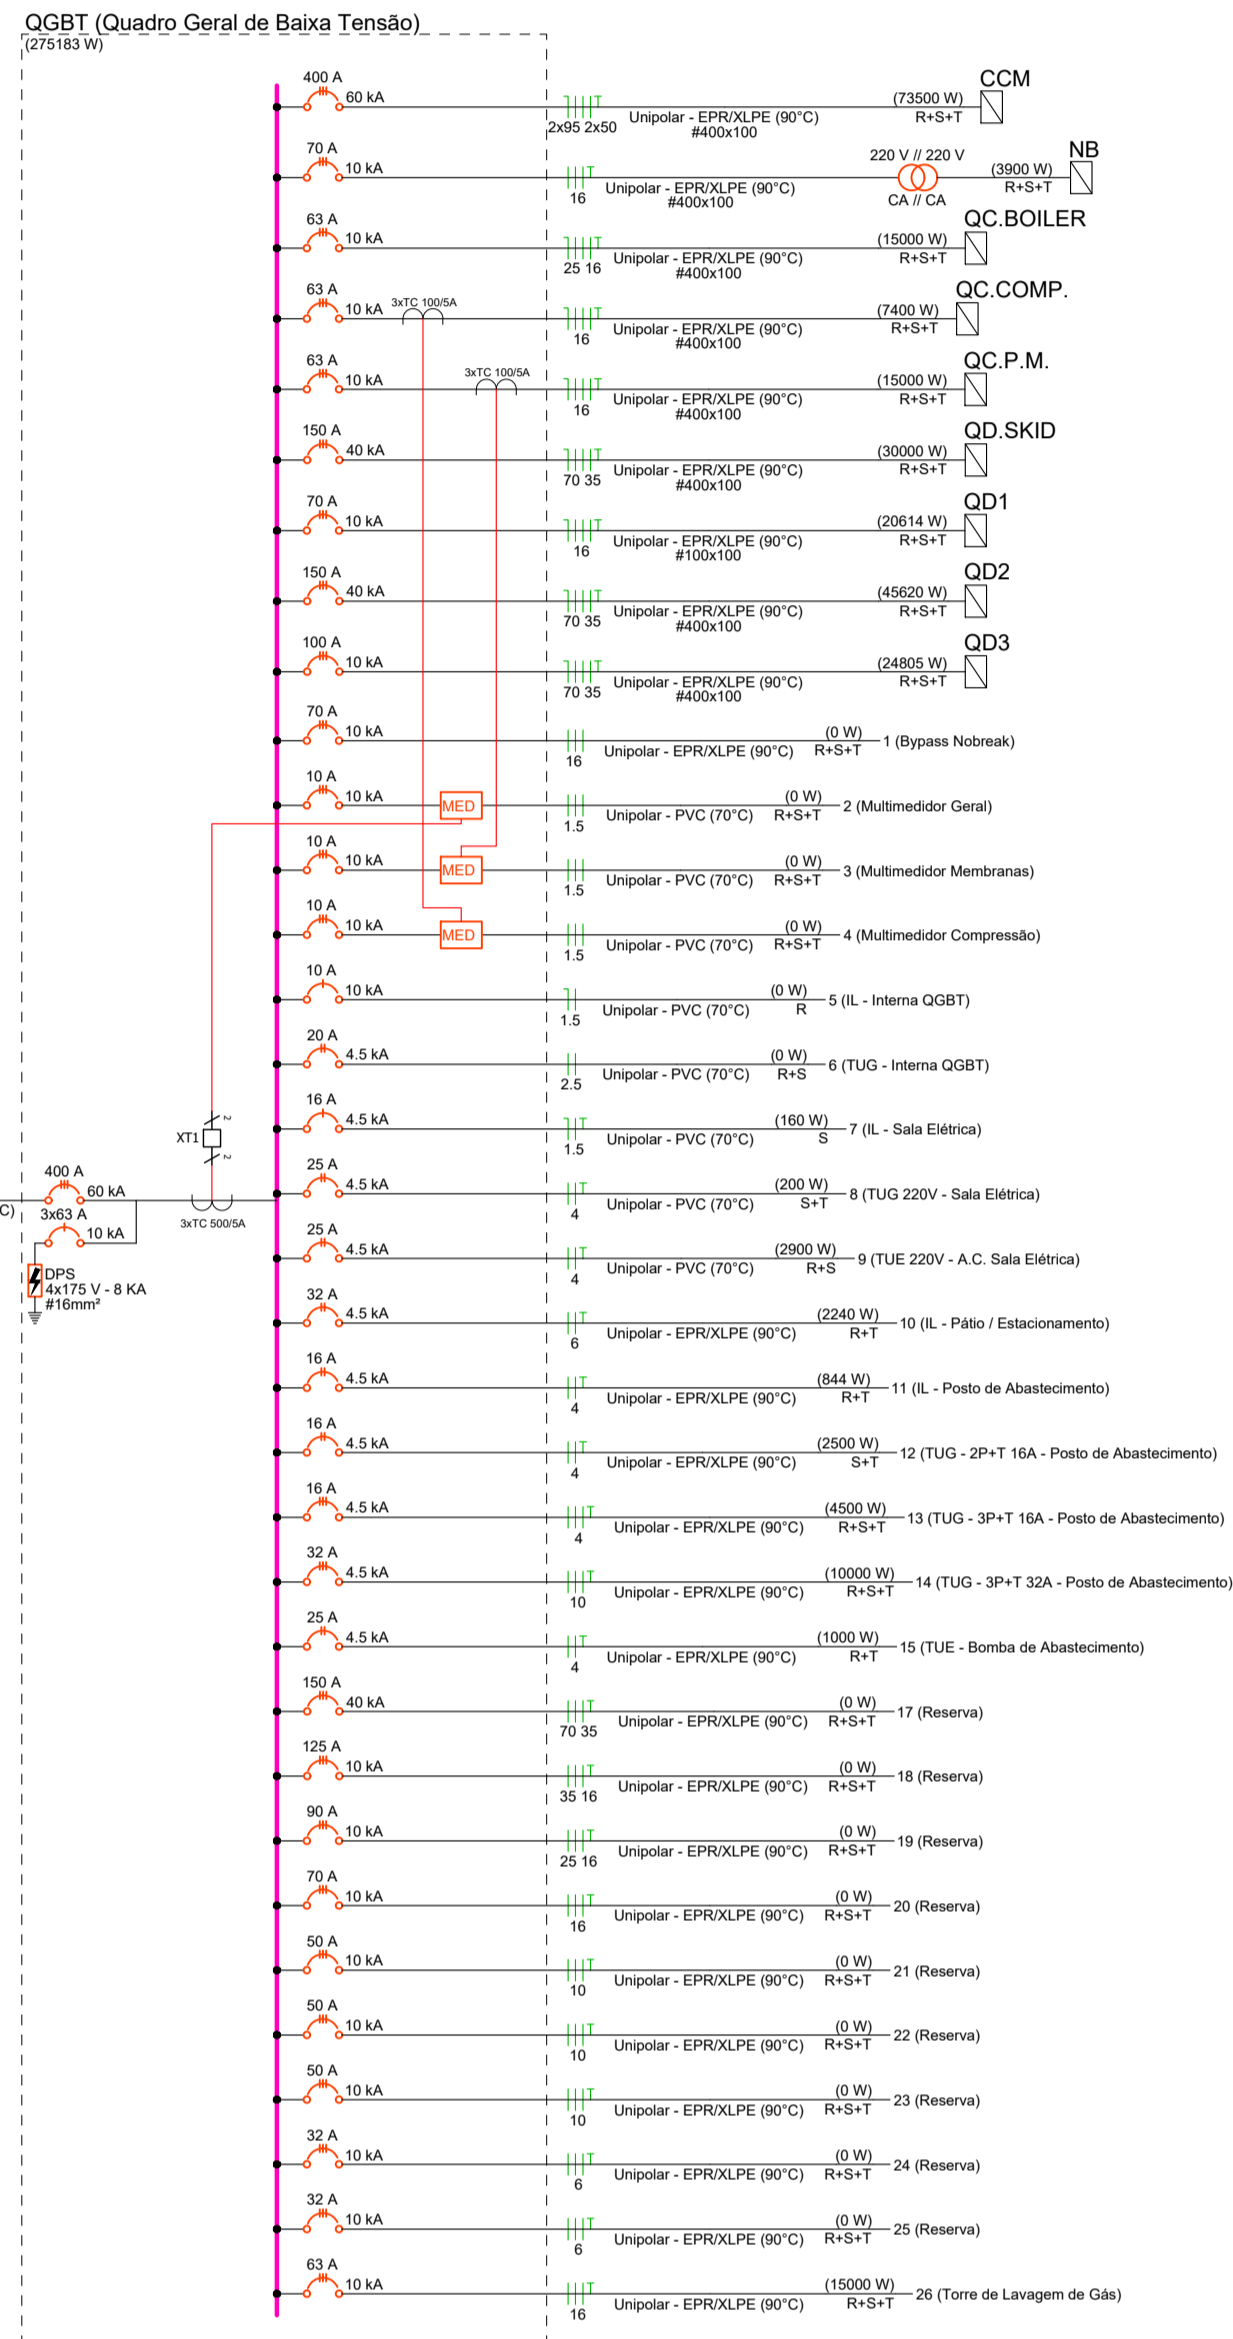 QGBT (Quadro Geral de Baixa Tensão)
(275183 W)
400 A
60 kA
2x95 2x50
Unipolar - EPR/XLPE (90°C)
#400x100
(73500 W)
R+S+T
CCM
70 A
10 kA
16
Unipolar - EPR/XLPE (90°C)
#400x100
220 V // 220 V
CA // CA
(3900 W)
R+S+T
NB
63 A
10 kA
25 16
Unipolar - EPR/XLPE (90°C)
#400x100
(15000 W)
R+S+T
QC.BOILER
63 A
10 kA
3xTC 100/5A
16
Unipolar - EPR/XLPE (90°C)
#400x100
(7400 W)
R+S+T
QC.COMP.
63 A
10 kA
3xTC 100/5A
16
Unipolar - EPR/XLPE (90°C)
#400x100
(15000 W)
R+S+T
QC.P.M.
150 A
40 kA
70 35
Unipolar - EPR/XLPE (90°C)
#400x100
(30000 W)
R+S+T
QD.SKID
70 A
10 kA
16
Unipolar - EPR/XLPE (90°C)
#100x100
(20614 W)
R+S+T
QD1
150 A
40 kA
70 35
Unipolar - EPR/XLPE (90°C)
#400x100
(45620 W)
R+S+T
QD2
100 A
10 kA
70 35
Unipolar - EPR/XLPE (90°C)
#400x100
(24805 W)
R+S+T
QD3
70 A
10 kA
16
Unipolar - EPR/XLPE (90°C)
(0 W)
R+S+T
1 (Bypass Nobreak)
10 A
10 kA
MED
1.5
Unipolar - PVC (70°C)
(0 W)
R+S+T
2 (Multimedidor Geral)
10 A
10 kA
MED
1.5
Unipolar - PVC (70°C)
(0 W)
R+S+T
3 (Multimedidor Membranas)
10 A
10 kA
MED
1.5
Unipolar - PVC (70°C)
(0 W)
R+S+T
4 (Multimedidor Compressão)
10 A
10 kA
1.5
Unipolar - PVC (70°C)
(0 W)
R
5 (IL - Interna QGBT)
20 A
4.5 kA
2.5
Unipolar - PVC (70°C)
(0 W)
R+S
6 (TUG - Interna QGBT)
16 A
4.5 kA
1.5
Unipolar - PVC (70°C)
(160 W)
S
7 (IL - Sala Elétrica)
2
XT1
2
C)
400 A
60 kA
3x63 A
10 kA
3xTC 500/5A
DPS
4x175 V - 8 KA
#16mm²
25 A
4.5 kA
4
Unipolar - PVC (70°C)
(200 W)
S+T
8 (TUG 220V - Sala Elétrica)
25 A
4.5 kA
4
Unipolar - PVC (70°C)
(2900 W)
R+S
9 (TUE 220V - A.C. Sala Elétrica)
32 A
4.5 kA
6
Unipolar - EPR/XLPE (90°C)
(2240 W)
R+T
10 (IL - Pátio / Estacionamento)
16 A
4.5 kA
4
Unipolar - EPR/XLPE (90°C)
(844 W)
R+T
11 (IL - Posto de Abastecimento)
16 A
4.5 kA
4
Unipolar - EPR/XLPE (90°C)
(2500 W)
S+T
12 (TUG - 2P+T 16A - Posto de Abastecimento)
16 A
4.5 kA
4
Unipolar - EPR/XLPE (90°C)
(4500 W)
R+S+T
13 (TUG - 3P+T 16A - Posto de Abastecimento)
32 A
4.5 kA
10
Unipolar - EPR/XLPE (90°C)
(10000 W)
R+S+T
14 (TUG - 3P+T 32A - Posto de Abastecimento)
25 A
4.5 kA
4
Unipolar - EPR/XLPE (90°C)
(1000 W)
R+T
15 (TUE - Bomba de Abastecimento)
150 A
40 kA
70 35
Unipolar - EPR/XLPE (90°C)
(0 W)
R+S+T
17 (Reserva)
125 A
10 kA
35 16
Unipolar - EPR/XLPE (90°C)
(0 W)
R+S+T
18 (Reserva)
90 A
10 kA
25 16
Unipolar - EPR/XLPE (90°C)
(0 W)
R+S+T
19 (Reserva)
70 A
10 kA
16
Unipolar - EPR/XLPE (90°C)
(0 W)
R+S+T
20 (Reserva)
50 A
10 kA
10
Unipolar - EPR/XLPE (90°C)
(0 W)
R+S+T
21 (Reserva)
50 A
10 kA
10
Unipolar - EPR/XLPE (90°C)
(0 W)
R+S+T
22 (Reserva)
50 A
10 kA
10
Unipolar - EPR/XLPE (90°C)
(0 W)
R+S+T
23 (Reserva)
32 A
10 kA
6
Unipolar - EPR/XLPE (90°C)
(0 W)
R+S+T
24 (Reserva)
32 A
10 kA
6
Unipolar - EPR/XLPE (90°C)
(0 W)
R+S+T
25 (Reserva)
63 A
10 kA
16
Unipolar - EPR/XLPE (90°C)
(15000 W)
R+S+T
26 (Torre de Lavagem de Gás)